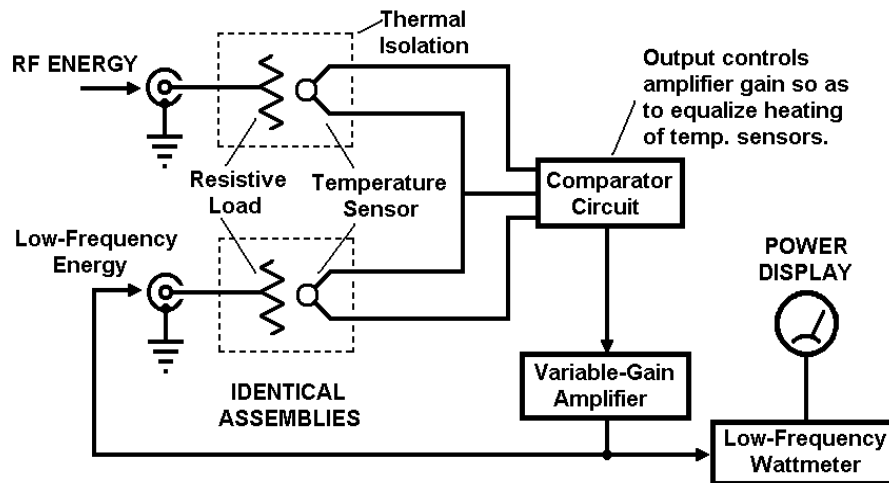 Thermal
Isolation
RF ENERGY
Output controls
amplifier gain so as
to equalize heating
of temp. sensors.
Resistive
Load
Temperature
Sensor
Comparator
Circuit
Low-Frequency
Energy
POWER
DISPLAY
IDENTICAL
ASSEMBLIES
Variable-Gain
Amplifier
Low-Frequency
Wattmeter